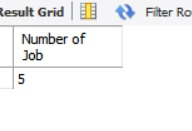 Result Grid Filter Ro
Number of
Job
5